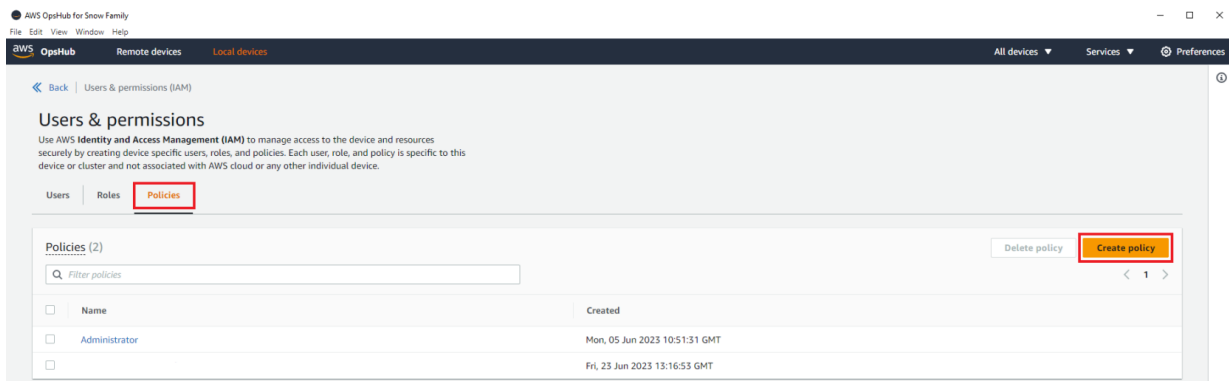 AWS OpsHub for Snow Family
File Edit View Window Help
aws OpsHub Remote devices Local devices All devices ▼ Services ▼ Preferences
Back | Users & permissions (IAM)
Users & permissions
Use AWS Identity and Access Management (IAM) to manage access to the device and resources
securely by creating device specific users, roles, and policies. Each user, role, and policy is specific to this
device or cluster and not associated with AWS cloud or any other individual device.
Users Roles Policies
Policies (2) Delete policy Create policy
Filter policies < 1 >
Name Created
Administrator Mon, 05 Jun 2023 10:51:31 GMT
Fri, 23 Jun 2023 13:16:53 GMT